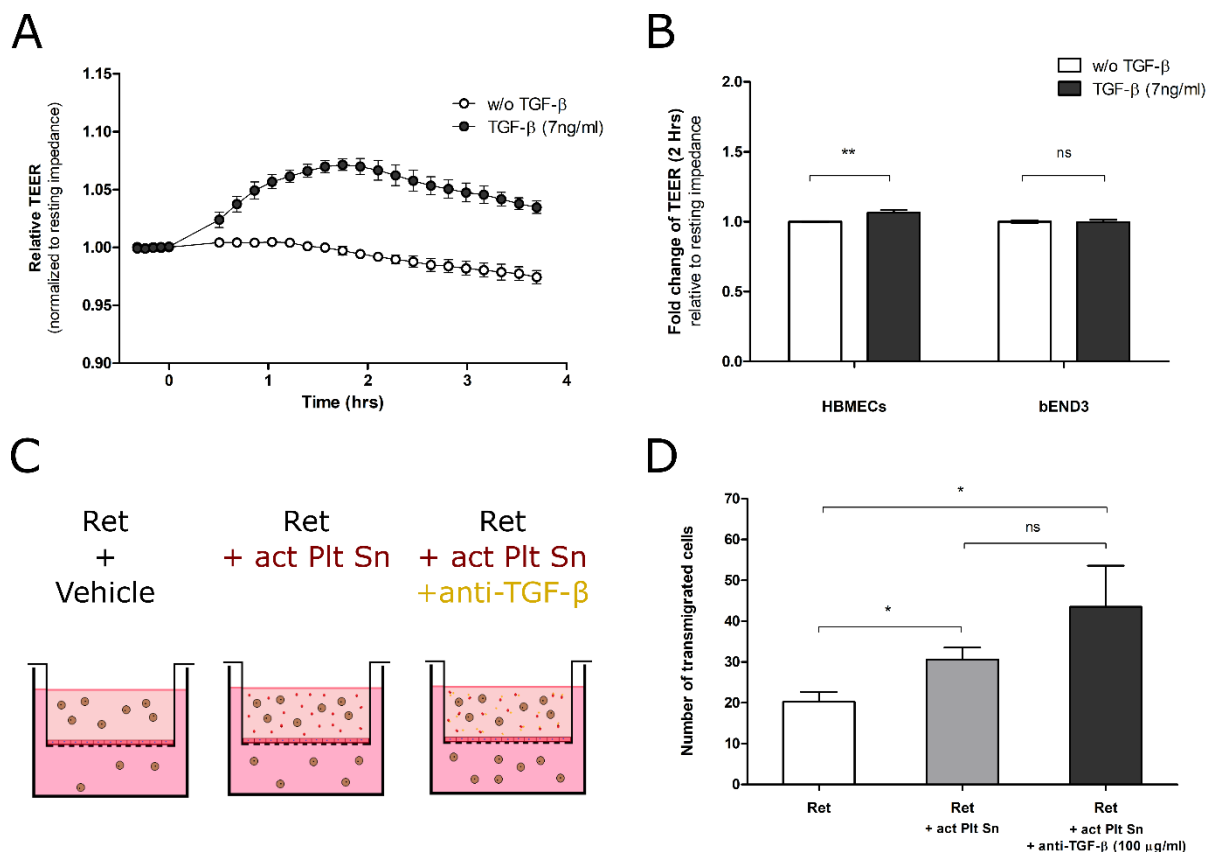 A
Relative TEER
(normalized to resting impedance)
1.15
1.10
1.05
1.00
0.95
0.90
0
1
2
3
4
Time (hrs)
w/o TGF-β
TGF-β (7ng/ml)
B
Fold change of TEER (2 Hrs)
relative to resting impedance
2.0
1.5
1.0
0.5
0.0
w/o TGF-β
TGF-β (7ng/ml)
**
ns
HBMECs
bEND3
C
Ret
+
Vehicle
Ret
+ act Plt Sn
Ret
+ act Plt Sn
+anti-TGF-β
D
Number of transmigrated cells
70
60
50
40
30
20
10
0
*
ns
*
Ret
Ret
+ act Plt Sn
Ret
+ act Plt Sn
+ anti-TGF-β (100 µg/ml)